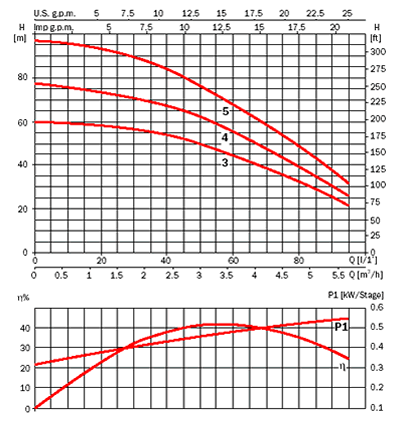 U.S. g.p.m. 5 7.5 10 12.5 15 17.5 20 22.5 25
H Imp g.p.m. 5 7.5 10 12.5 15 17.5 20 H
[m] [ft]
300
275
80 250
225
200
60 175
150
40 125
100
75
20 50
25
0 0
5
4
3
0 20 40 60 80 Q [l/1']
0 0.5 1 1.5 2 2.5 3 3.5 4 4.5 5 5.5 Q [m³/h]
η% P1 [kW/Stage]
0.6
40 0.5
30 0.4
20 0.3
10 0.2
0 0.1
P1
η